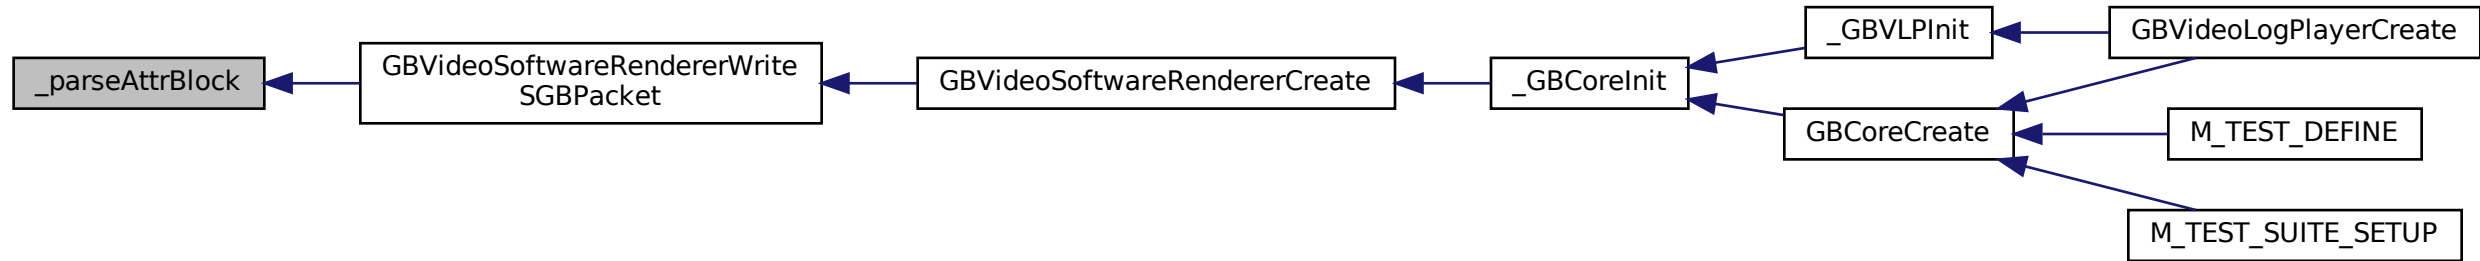 _parseAttrBlock
GBVideoSoftwareRendererWrite
SGBPacket
GBVideoSoftwareRendererCreate
_GBCoreInit
_GBVLPInit
GBCoreCreate
GBVideoLogPlayerCreate
M_TEST_DEFINE
M_TEST_SUITE_SETUP